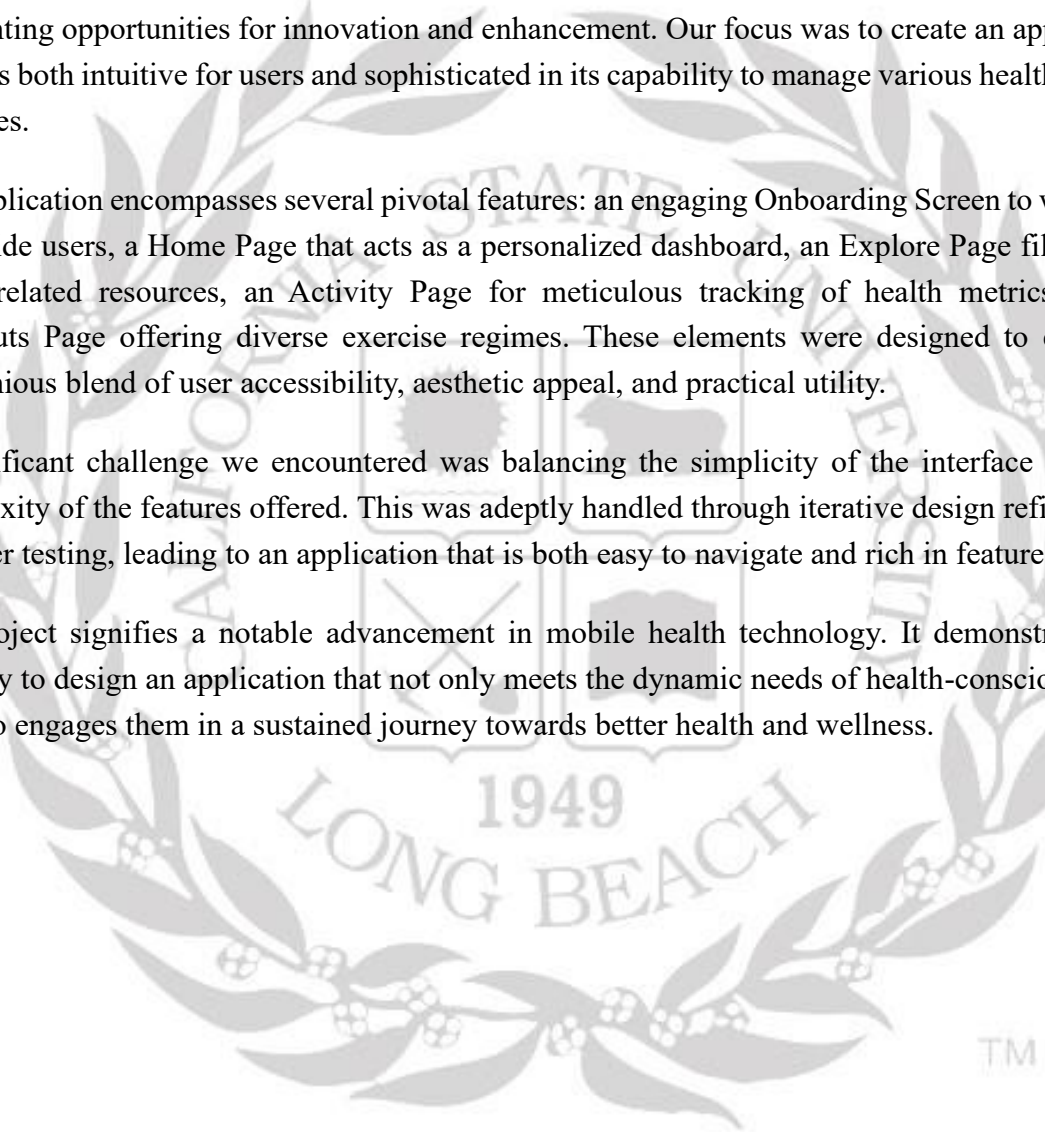 nting opportunities for innovation and enhancement. Our focus was to create an app
s both intuitive for users and sophisticated in its capability to manage various health
es.
plication encompasses several pivotal features: an engaging Onboarding Screen to w
ide users, a Home Page that acts as a personalized dashboard, an Explore Page fil
related resources, an Activity Page for meticulous tracking of health metrics
uts Page offering diverse exercise regimes. These elements were designed to
nious blend of user accessibility, aesthetic appeal, and practical utility.
ificant challenge we encountered was balancing the simplicity of the interface
xity of the features offered. This was adeptly handled through iterative design refi
er testing, leading to an application that is both easy to navigate and rich in feature
oject signifies a notable advancement in mobile health technology. It demonstr
y to design an application that not only meets the dynamic needs of health-conscio
o engages them in a sustained journey towards better health and wellness.
CALIFORNIA STATE UNIVERSITY
1949
LONG BEACH
TM